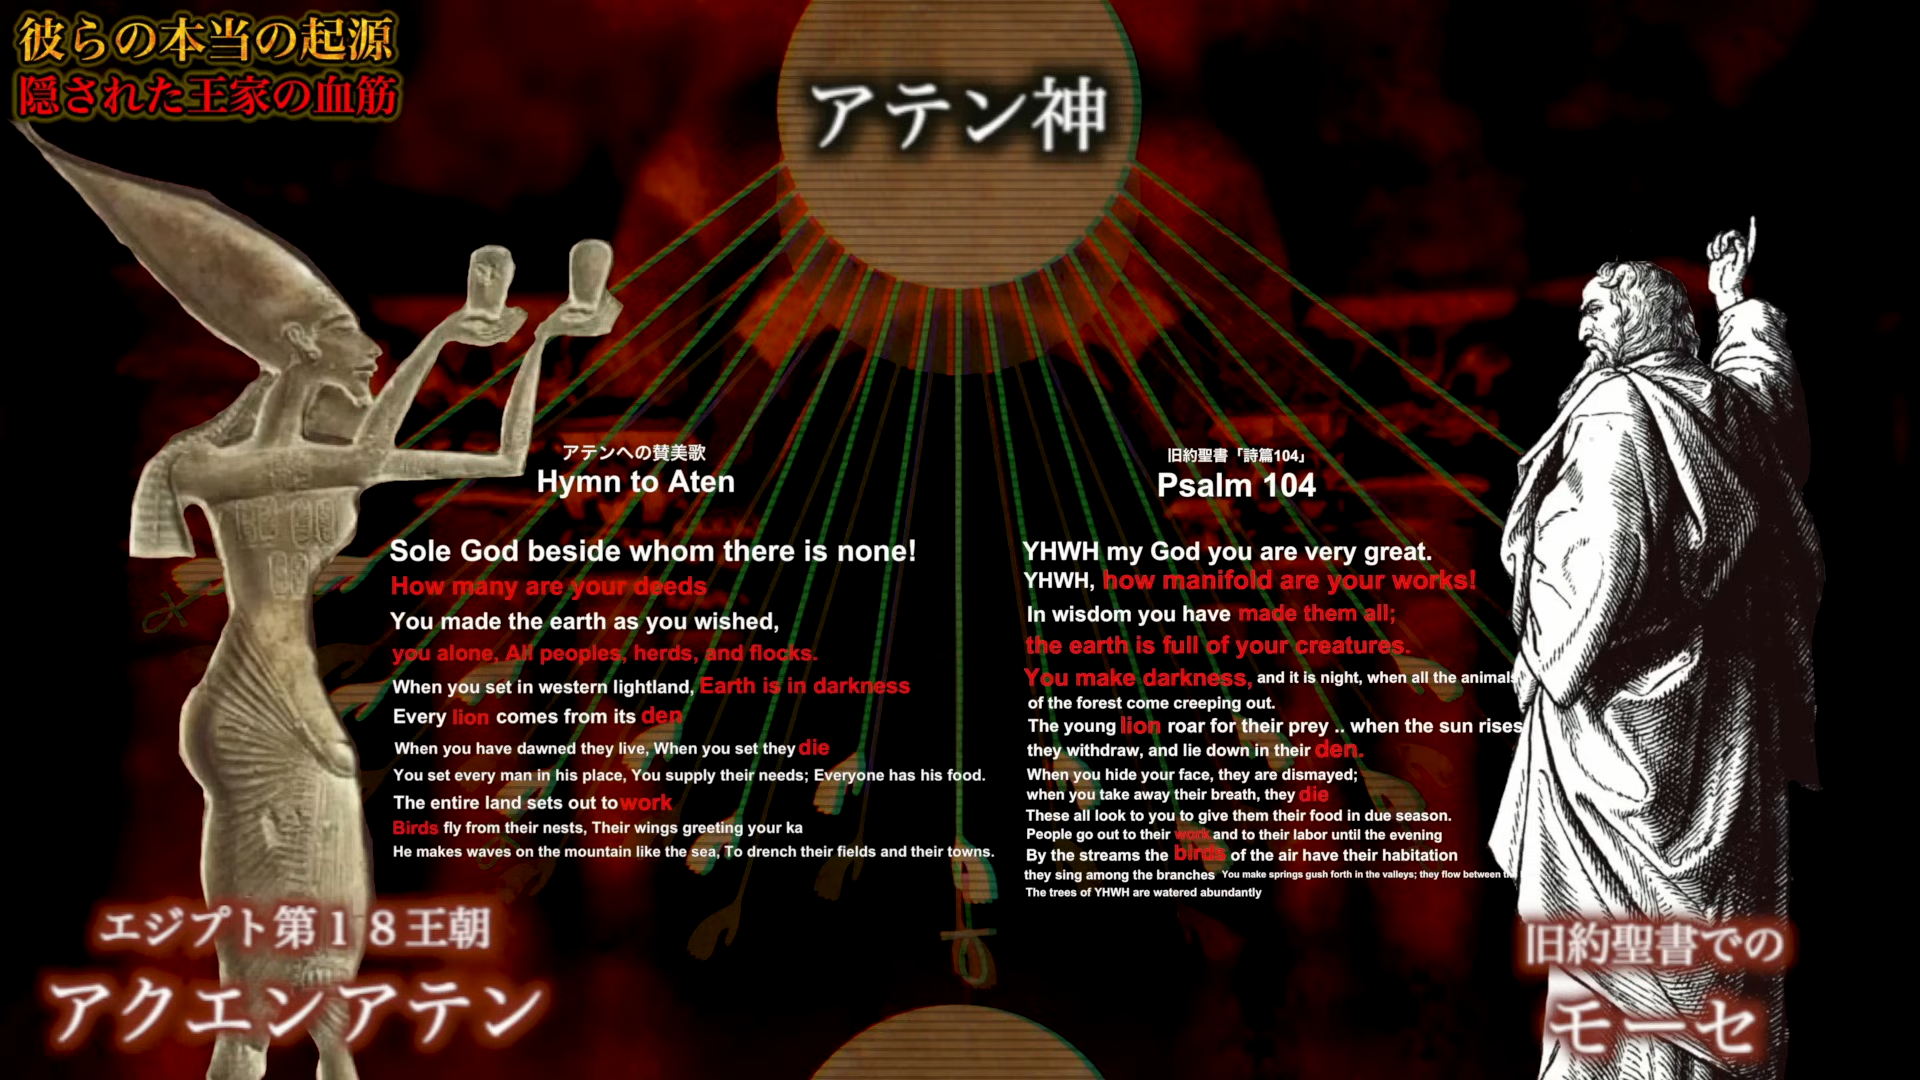 彼らの本当の起源
隠された王家の血筋
アテン神
アテンへの賛美歌
Hymn to Aten
Sole God beside whom there is none!
How many are your deeds
You made the earth as you wished,
you alone, All peoples, herds, and flocks.
When you set in western lightland, Earth is in darkness
Every lion comes from its den
When you have dawned they live, When you set they die
You set every man in his place, You supply their needs; Everyone has his food.
The entire land sets out to work
Birds fly from their nests, Their wings greeting your ka
He makes waves on the mountain like the sea, To drench their fields and their towns.
旧約聖書「詩篇104」
Psalm 104
YHWH my God you are very great.
YHWH, how manifold are your works!
In wisdom you have made them all;
the earth is full of your creatures.
You make darkness, and it is night, when all the animals
of the forest come creeping out.
The young lion roar for their prey .. when the sun rises
they withdraw, and lie down in their den.
When you hide your face, they are dismayed;
when you take away their breath, they die
These all look to you to give them their food in due season.
People go out to their work and to their labor until the evening
By the streams the birds of the air have their habitation
they sing among the branches You make springs gush forth in the valleys; they flow between
The trees of YHWH are watered abundantly
エジプト第１８王朝
アクエンアテン
旧約聖書での
モーセ